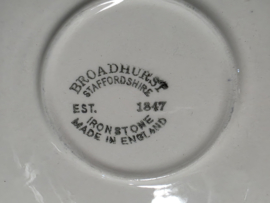 BROADHURST
STAFFORDSHIRE
EST. 1847
IRONSTONE
MADE IN ENGLAND